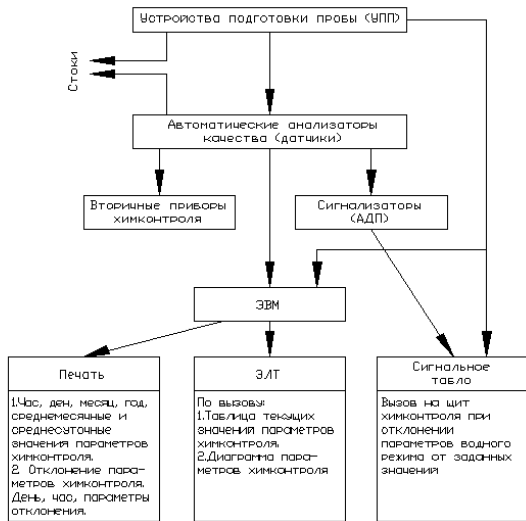 Устройства подготовки пробы (УПП)
Стоки
Автоматические анализаторы
качества (датчики)
Вторичные приборы
химконтроля
Сигнализаторы
(АДП)
ЭВМ
Печать
1.Час, ден, месяц, год,
среднемесячные и
среднесуточные
значения параметров
химконтроля.
2. Отклонение пара-
метров химконтроля.
День, час, параметры
отклонения.
ЭЛТ
По вызову:
1.Таблица текущих
значений параметров
химконтроля.
2.Диаграмма пара-
метров химконтроля
Сигнальное
табло
Вызов на щит
химконтроля при
отклонении
параметров водного
режима от заданных
значений